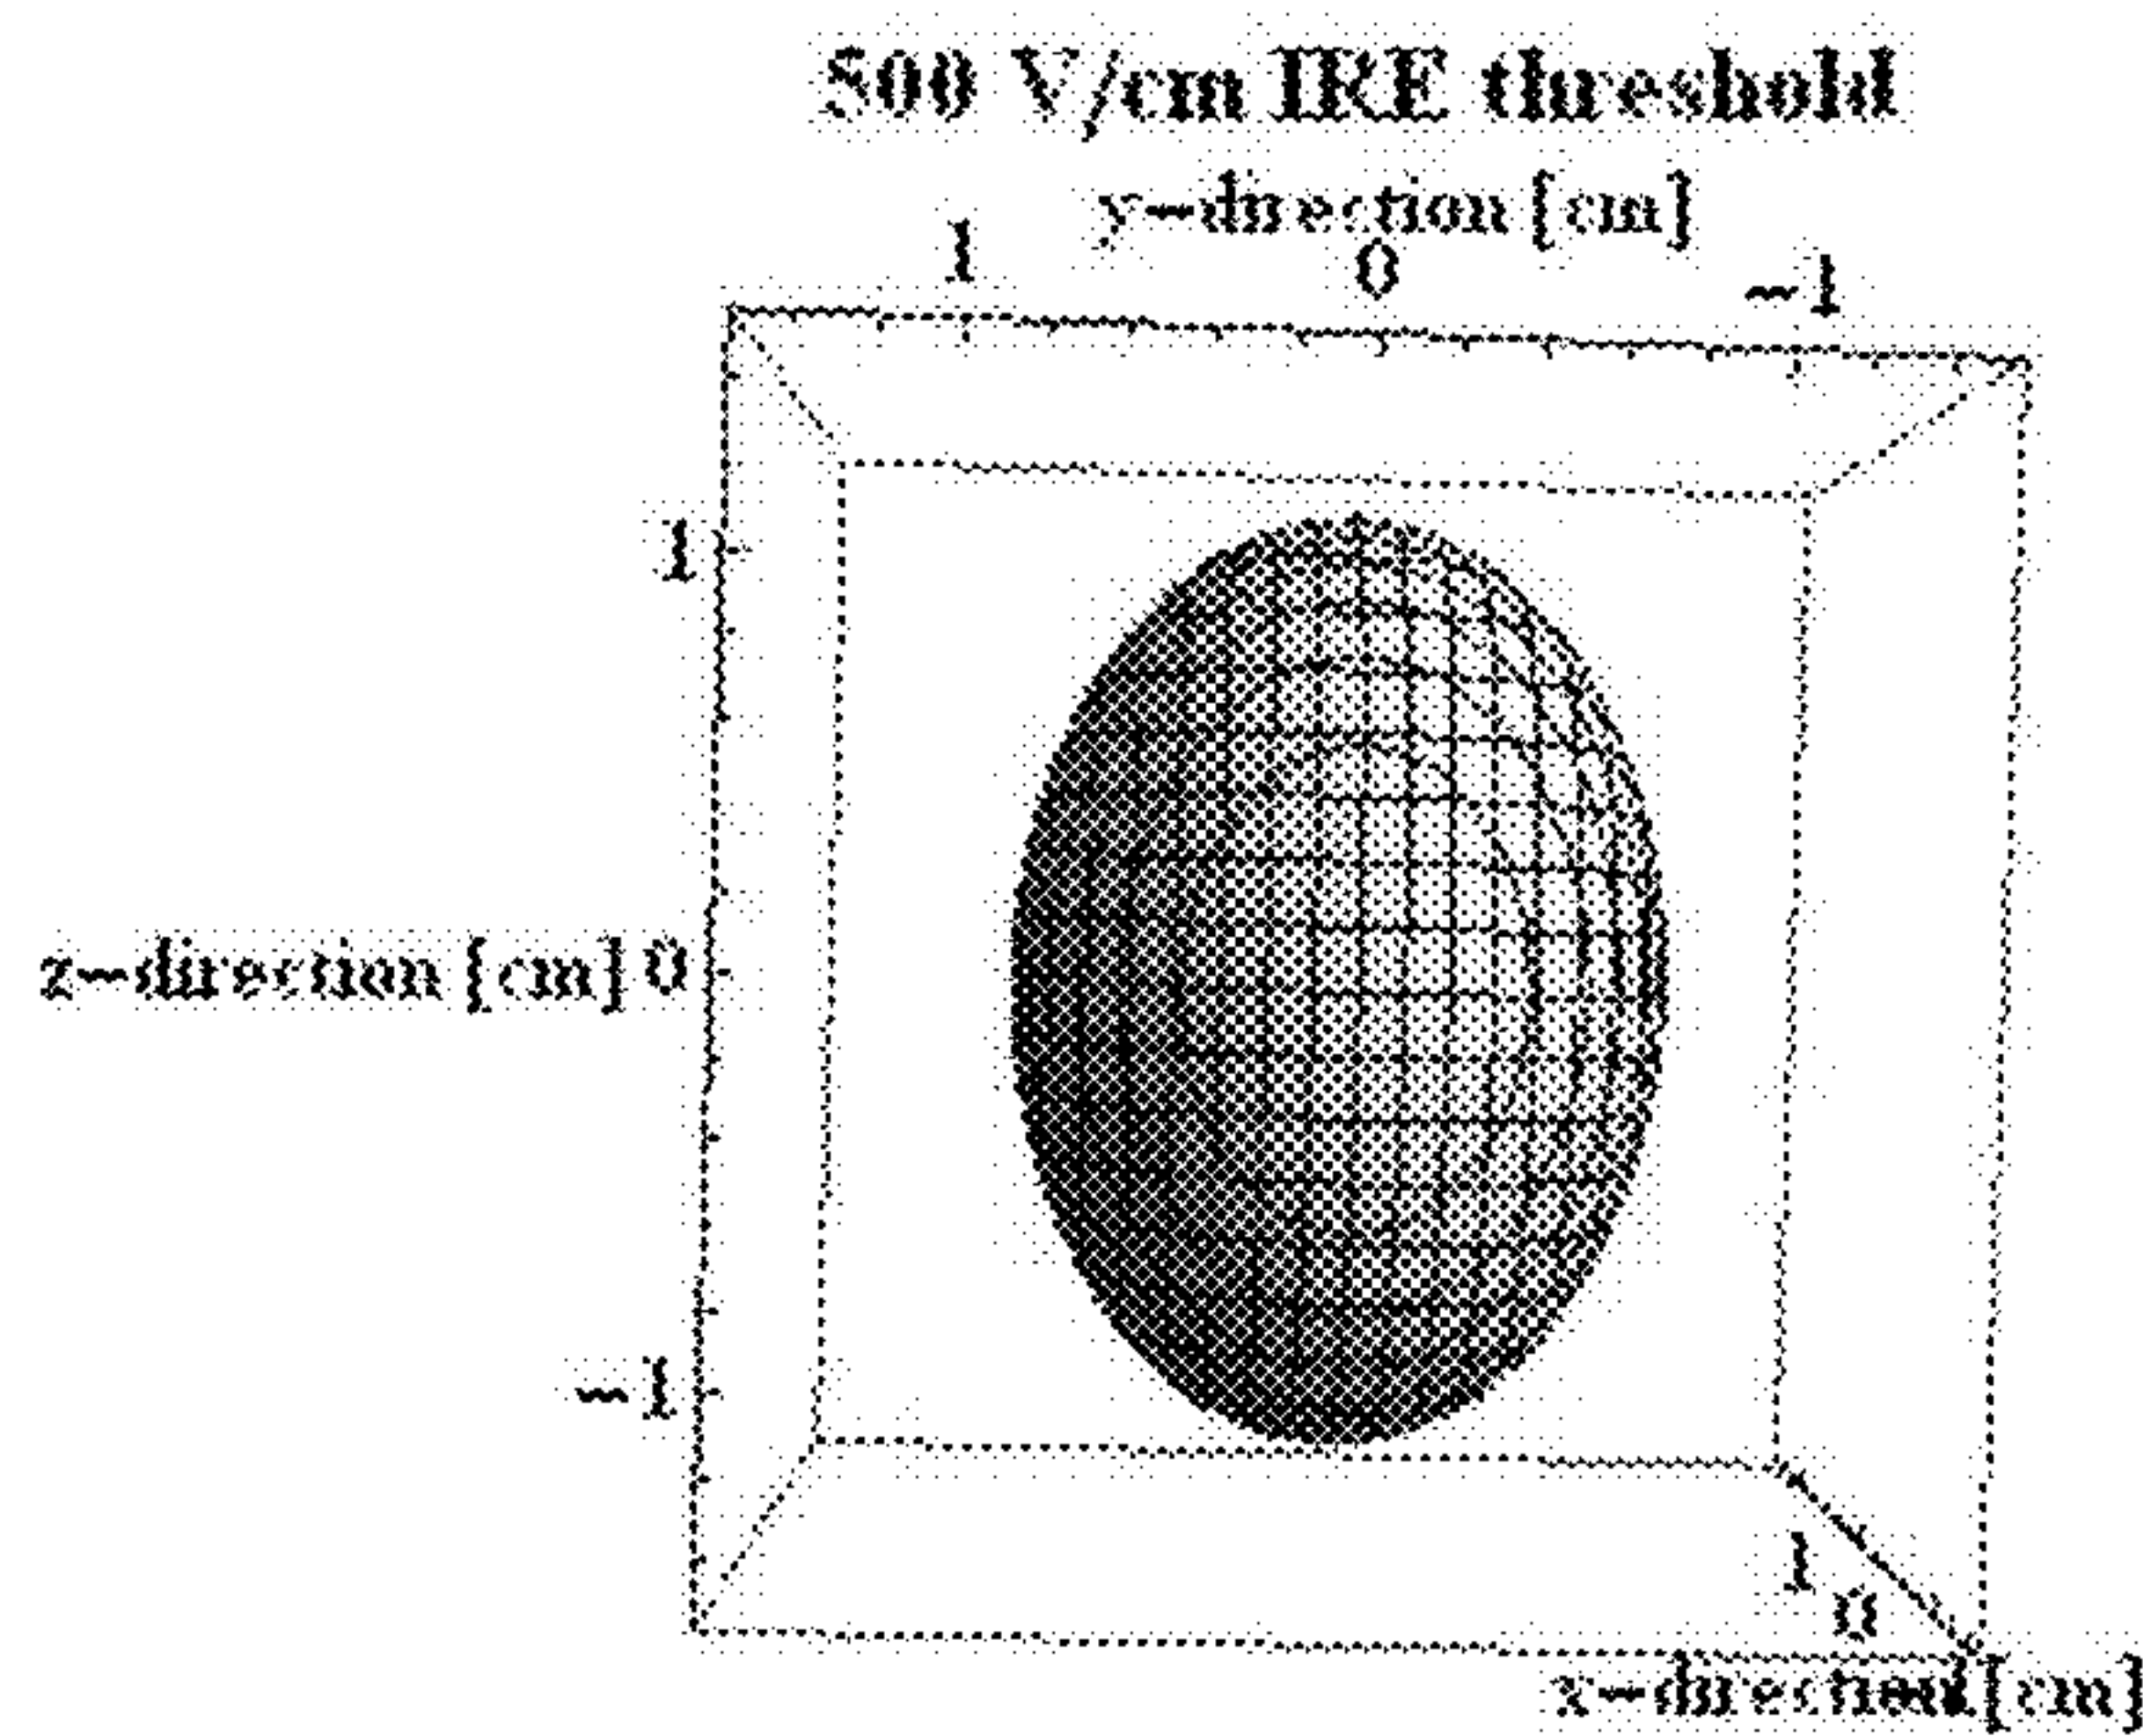 500 V/cm IRE threshold
y-direction [cm]
1 0 -1
1
z-direction [cm] 0
-1
1
0
x-direction [cm]